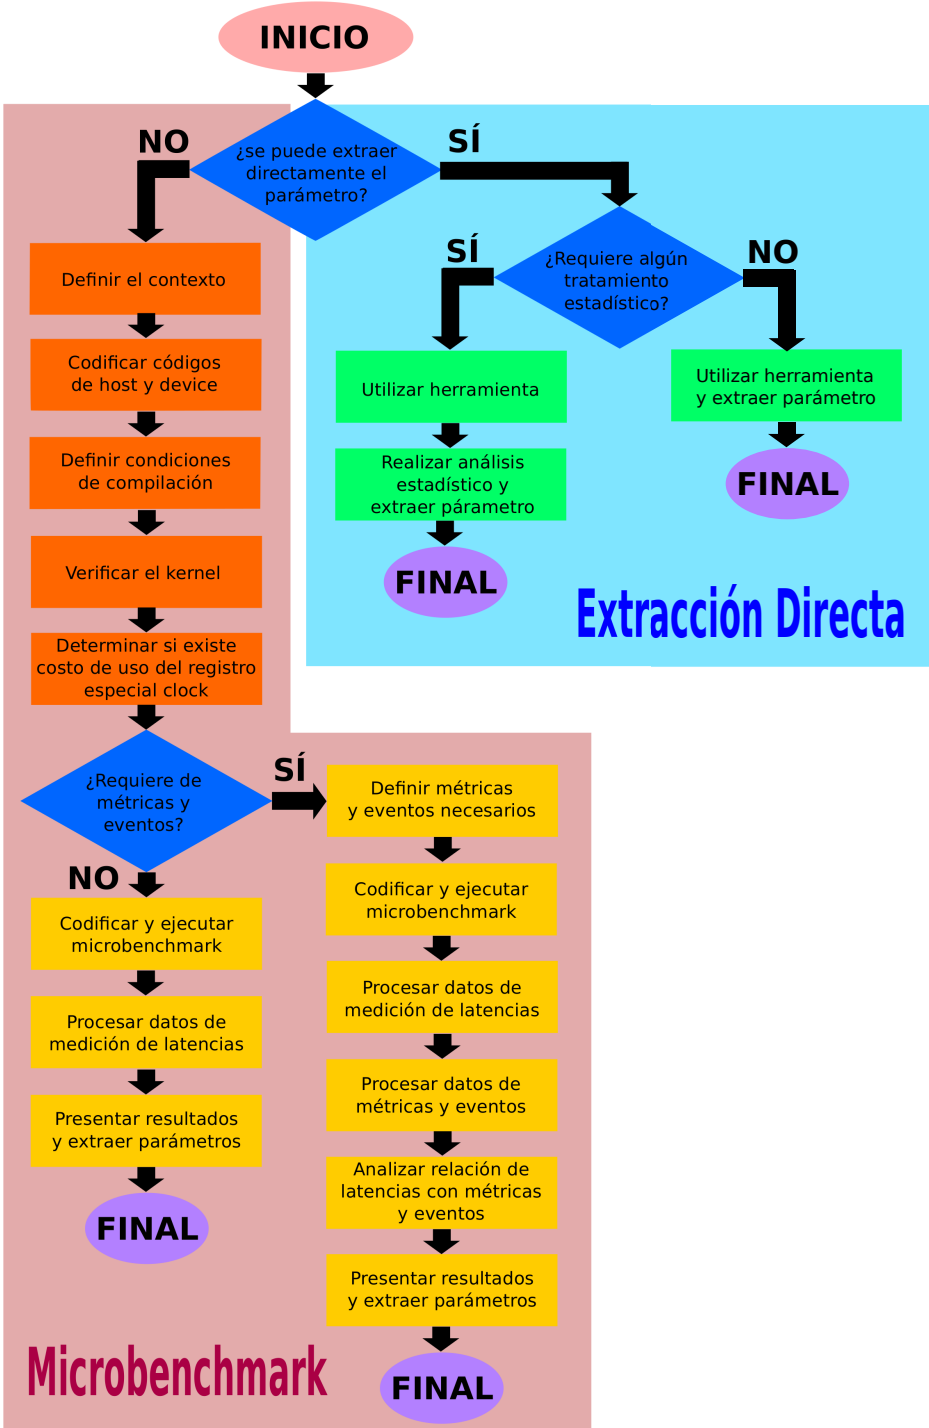 INICIO
¿se puede extraer
directamente el
parámetro?
NO
SÍ
¿Requiere algún
tratamiento
estadístico?
SÍ
NO
Utilizar herramienta
Realizar análisis
estadístico y
extraer párametro
FINAL
Utilizar herramienta
y extraer parámetro
FINAL
Extracción Directa
Definir el contexto
Codificar códigos
de host y device
Definir condiciones
de compilación
Verificar el kernel
Determinar si existe
costo de uso del registro
especial clock
¿Requiere de
métricas y
eventos?
SÍ
NO
Codificar y ejecutar
microbenchmark
Procesar datos de
medición de latencias
Presentar resultados
y extraer parámetros
FINAL
Definir métricas
y eventos necesarios
Codificar y ejecutar
microbenchmark
Procesar datos de
medición de latencias
Procesar datos de
métricas y eventos
Analizar relación de
latencias con métricas
y eventos
Presentar resultados
y extraer parámetros
FINAL
Microbenchmark